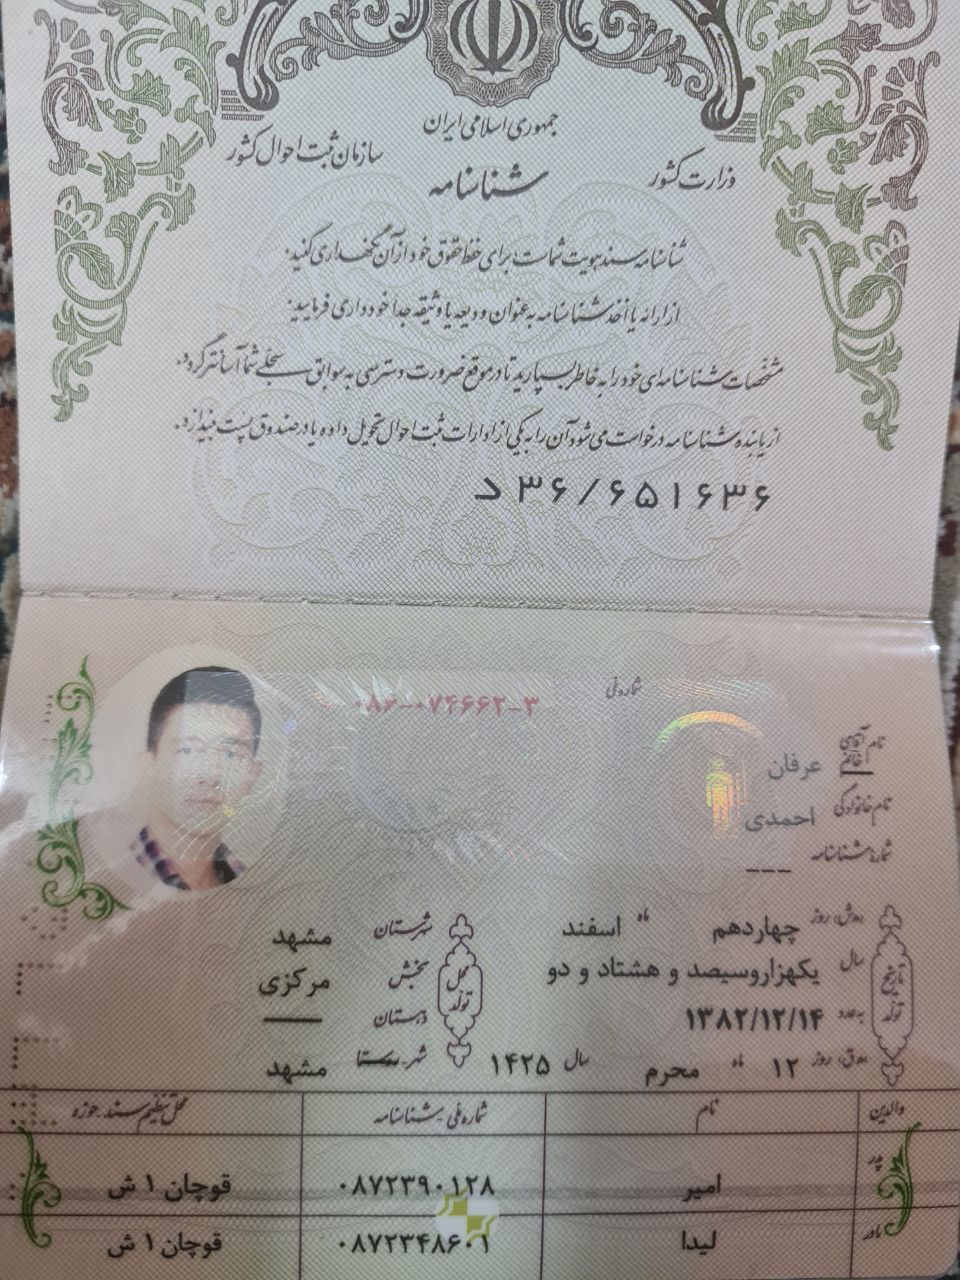 جمهوری اسلامی ایران
وزارت کشور
سازمان ثبت احوال کشور
شناسنامه
شناسنامه سند هویت شماست برای حفظ حقوق خود از آن نگهداری کنید.
از ارائه یا اخذ شناسنامه به عنوان ودیعه یا وثیقه جدا خودداری فرمایید.
مشخصات شناسنامه‌ای خود را به خاطر بسپارید تا در موقع ضرورت دسترسی به سوابق سجلی شما آسانتر گردد.
از یابنده شناسنامه درخواست می‌شود آن را به یکی از ادارات ثبت احوال تحویل داده یا در صندوق پست بیندازد.
د ۳۶/۶۵۱۶۳۶
شماره ملی ۰۸۶-۰۷۴۶۶۲-۳
نام آقای خانم عرفان
نام خانوادگی احمدی
شماره شناسنامه ---
تاریخ تولد
روز چهاردهم ماه اسفند
سال یکهزاروسیصد و هشتاد و دو
به عدد ۱۳۸۲/۱۲/۱۴
روز ۱۲ ماه محرم سال ۱۴۲۵
محل تولد
شهرستان مشهد
بخش مرکزی
دهستان ——
شهر روستا مشهد
والدین نام شماره ملی - شناسنامه محل تنظیم سند حوزه
پدر امیر ۰۸۷۲۳۹۰۱۲۸ قوچان ۱ ش
مادر لیدا ۰۸۷۲۳۴۸۶۰۱ قوچان ۱ ش